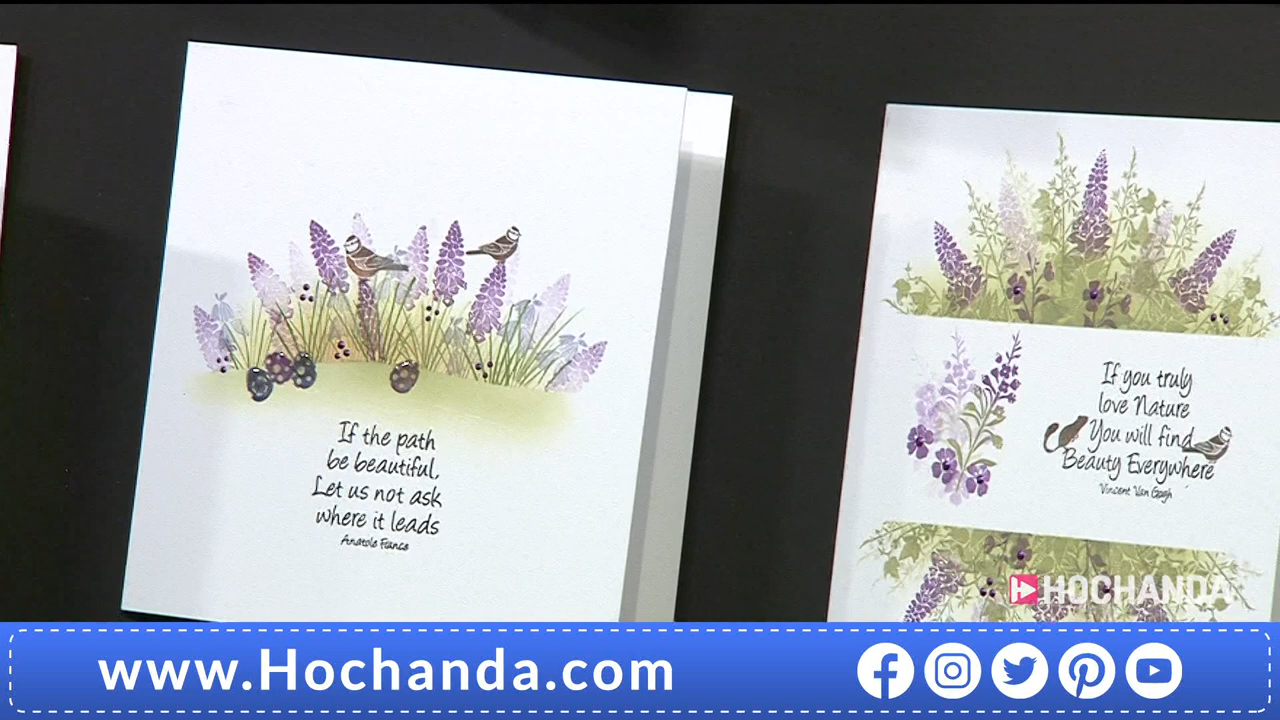 If the path
be beautiful,
Let us not ask
where it leads
Anatole France
If you truly
love Nature
You will find
Beauty Everywhere
Vincent Van Gogh
HOCHANDA
www.Hochanda.com